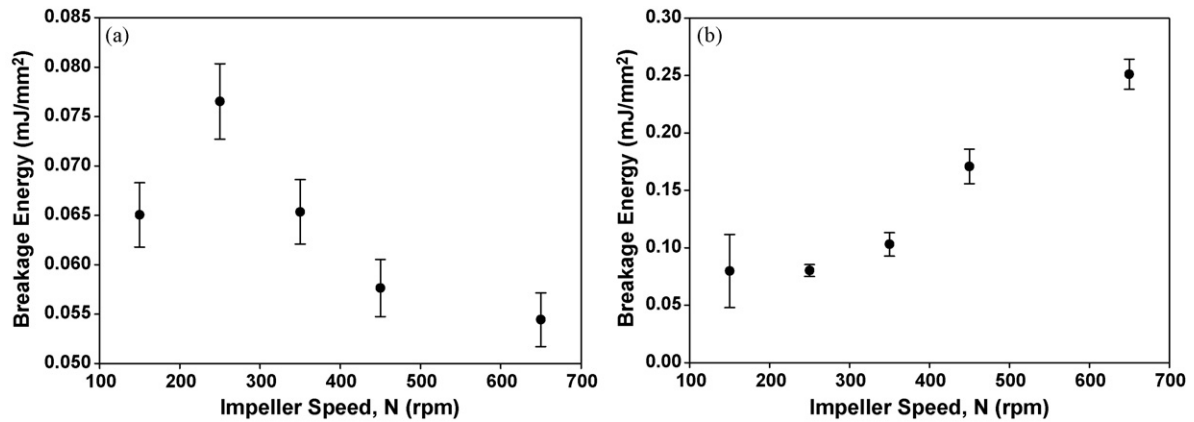 (a)
Breakage Energy (mJ/mm²)
0.085
0.080
0.075
0.070
0.065
0.060
0.055
0.050
100 200 300 400 500 600 700
Impeller Speed, N (rpm)
(b)
Breakage Energy (mJ/mm²)
0.30
0.25
0.20
0.15
0.10
0.05
0.00
100 200 300 400 500 600 700
Impeller Speed, N (rpm)